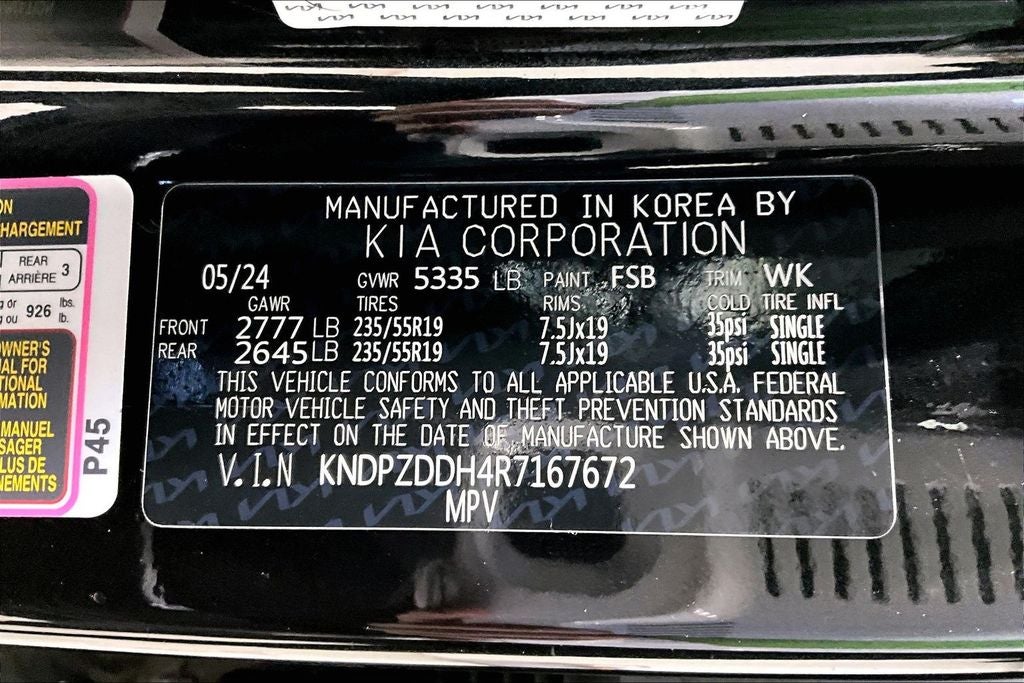 ON
HARGEMENT
REAR
ARRIÈRE 3
g or 926 lbs.
g ou lb.
OWNER'S
AL FOR
TIONAL
MATION
MANUEL
SAGER
LUS DE
NEMENTS
P45
MANUFACTURED IN KOREA BY
KIA CORPORATION
05/24 GVWR 5335 LB PAINT FSB TRIM WK
GAWR TIRES RIMS COLD TIRE INFL
FRONT 2777 LB 235/55R19 7.5Jx19 35psi SINGLE
REAR 2645 LB 235/55R19 7.5Jx19 35psi SINGLE
THIS VEHICLE CONFORMS TO ALL APPLICABLE U.S.A. FEDERAL
MOTOR VEHICLE SAFETY AND THEFT PREVENTION STANDARDS
IN EFFECT ON THE DATE OF MANUFACTURE SHOWN ABOVE.
V.I.N KNDPZDDH4R7167672
MPV